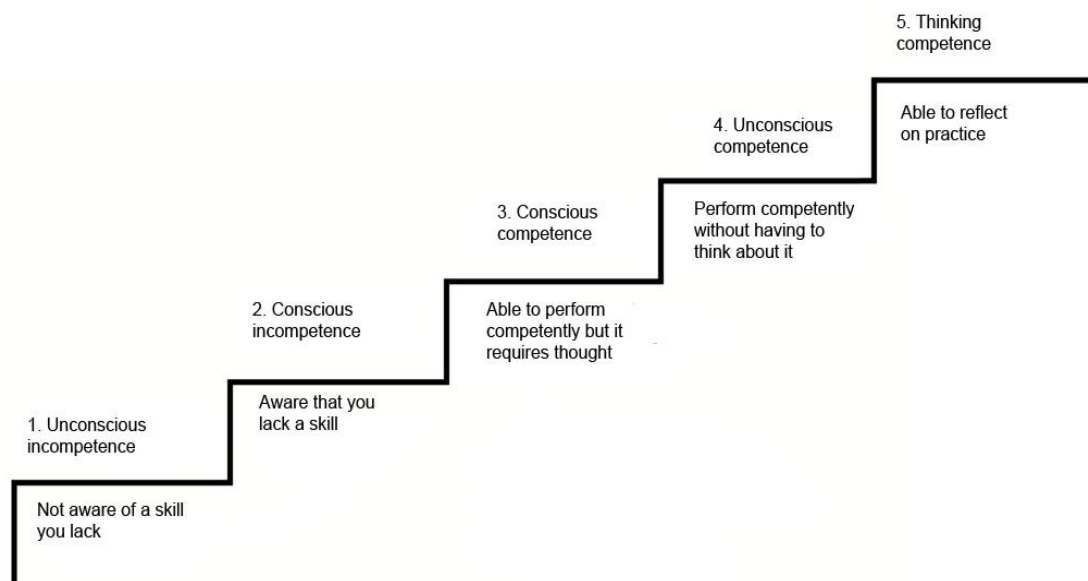 5. Thinking
competence
Able to reflect
on practice
4. Unconscious
competence
Perform competently
without having to
think about it
3. Conscious
competence
Able to perform
competently but it
requires thought
2. Conscious
incompetence
Aware that you
lack a skill
1. Unconscious
incompetence
Not aware of a skill
you lack